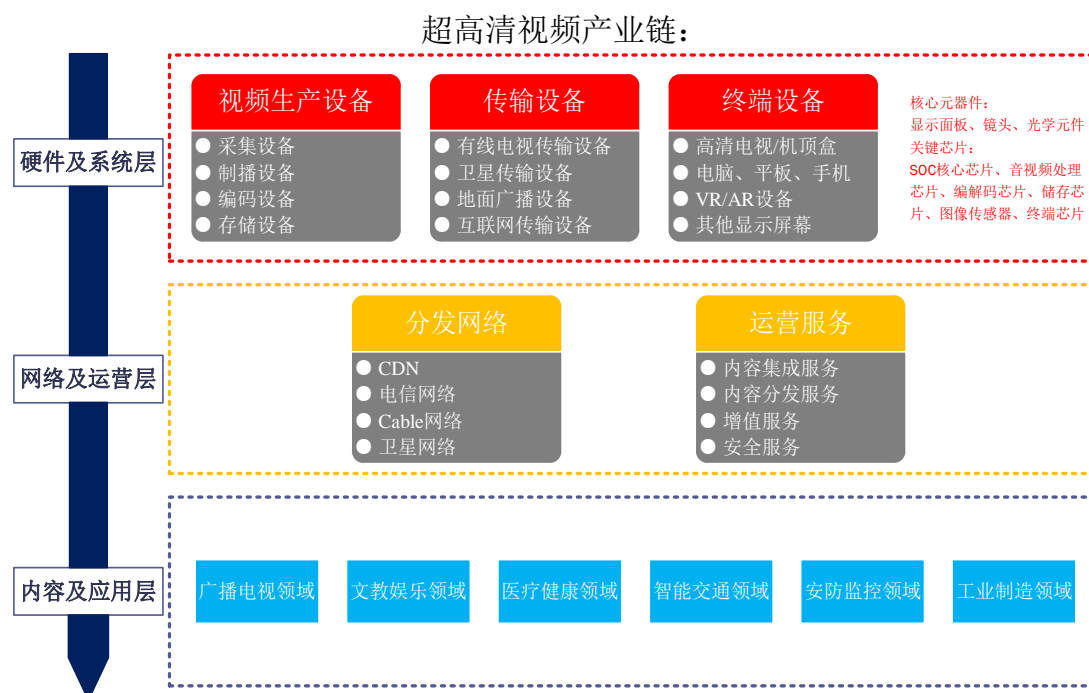 超高清视频产业链：
硬件及系统层
视频生产设备
采集设备
制播设备
编码设备
存储设备
传输设备
有线电视传输设备
卫星传输设备
地面广播设备
互联网传输设备
终端设备
高清电视/机顶盒
电脑、平板、手机
VR/AR设备
其他显示屏幕
核心元器件：
显示面板、镜头、光学元件
关键芯片：
SOC核心芯片、音视频处理
芯片、编解码芯片、储存芯
片、图像传感器、终端芯片
网络及运营层
分发网络
CDN
电信网络
Cable网络
卫星网络
运营服务
内容集成服务
内容分发服务
增值服务
安全服务
内容及应用层
广播电视领域
文教娱乐领域
医疗健康领域
智能交通领域
安防监控领域
工业制造领域